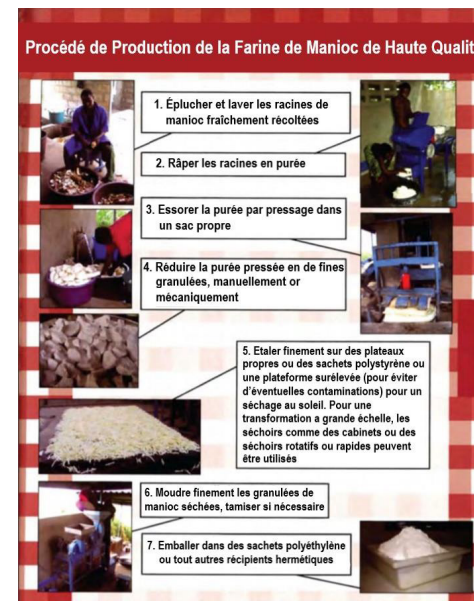 Procédé de Production de la Farine de Manioc de Haute Qualit
1. Éplucher et laver les racines de
manioc fraîchement récoltées
2. Râper les racines en purée
3. Essorer la purée par pressage dans
un sac propre
4. Réduire la purée pressée en de fines
granulées, manuellement or
mécaniquement
5. Etaler finement sur des plateaux
propres ou des sachets polystyrène ou
une plateforme surélevée (pour éviter
d'éventuelles contaminations) pour un
séchage au soleil. Pour une
transformation a grande échelle, les
séchoirs comme des cabinets ou des
séchoirs rotatifs ou rapides peuvent
être utilisés
6. Moudre finement les granulées de
manioc séchées, tamiser si nécessaire
7. Emballer dans des sachets polyéthylène
ou tout autres récipients hermétiques